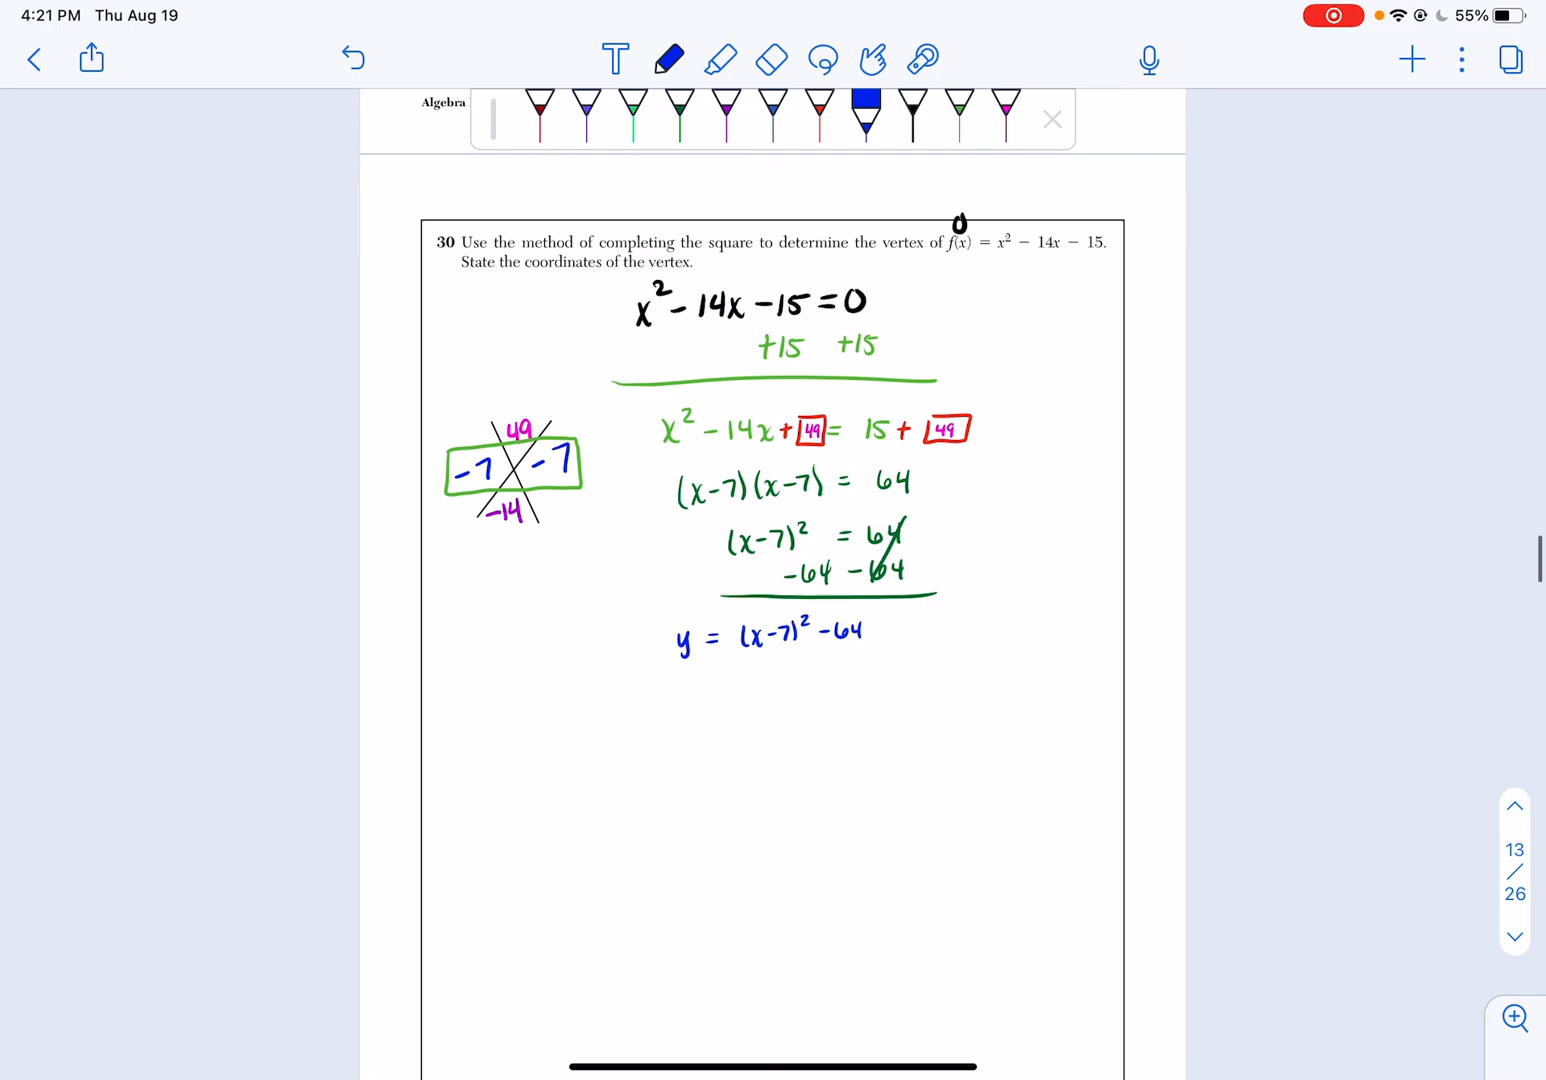 4:21 PM Thu Aug 19
55%
T
Algebra
0
30 Use the method of completing the square to determine the vertex of f(x) = x² − 14x − 15.
State the coordinates of the vertex.
x² - 14x - 15 = 0
+15 +15
x² - 14x + 49 = 15 + 49
49
-7 -7
-14
(x-7)(x-7) = 64
(x-7)² = 64
-64 -64
y = (x-7)² - 64
13
/
26